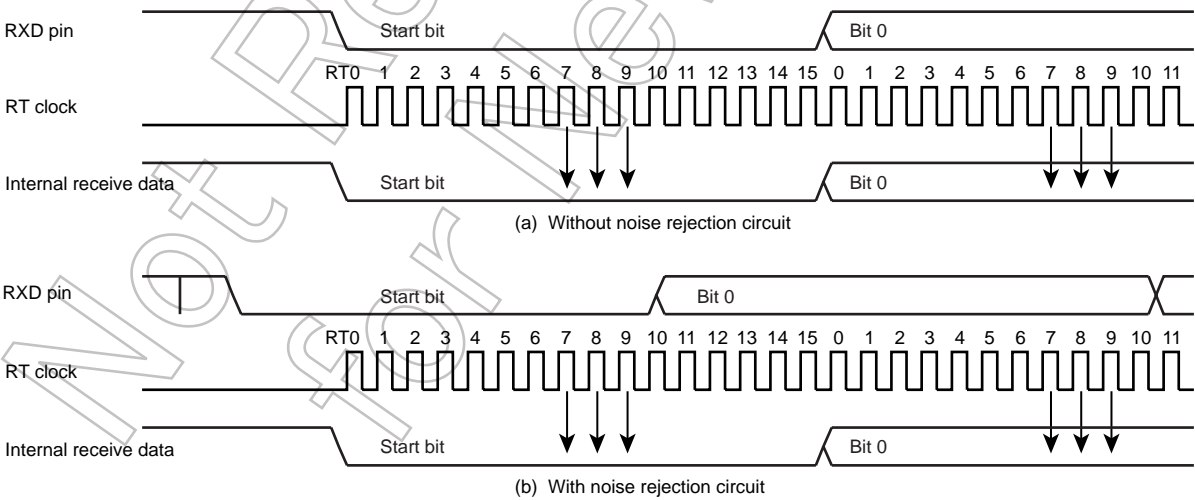 RXD pin Start bit Bit 0
RT0 1 2 3 4 5 6 7 8 9 10 11 12 13 14 15 0 1 2 3 4 5 6 7 8 9 10 11
RT clock
Internal receive data Start bit Bit 0
(a) Without noise rejection circuit
RXD pin Start bit Bit 0
RT0 1 2 3 4 5 6 7 8 9 10 11 12 13 14 15 0 1 2 3 4 5 6 7 8 9 10 11
RT clock
Internal receive data Start bit Bit 0
(b) With noise rejection circuit
Not
for